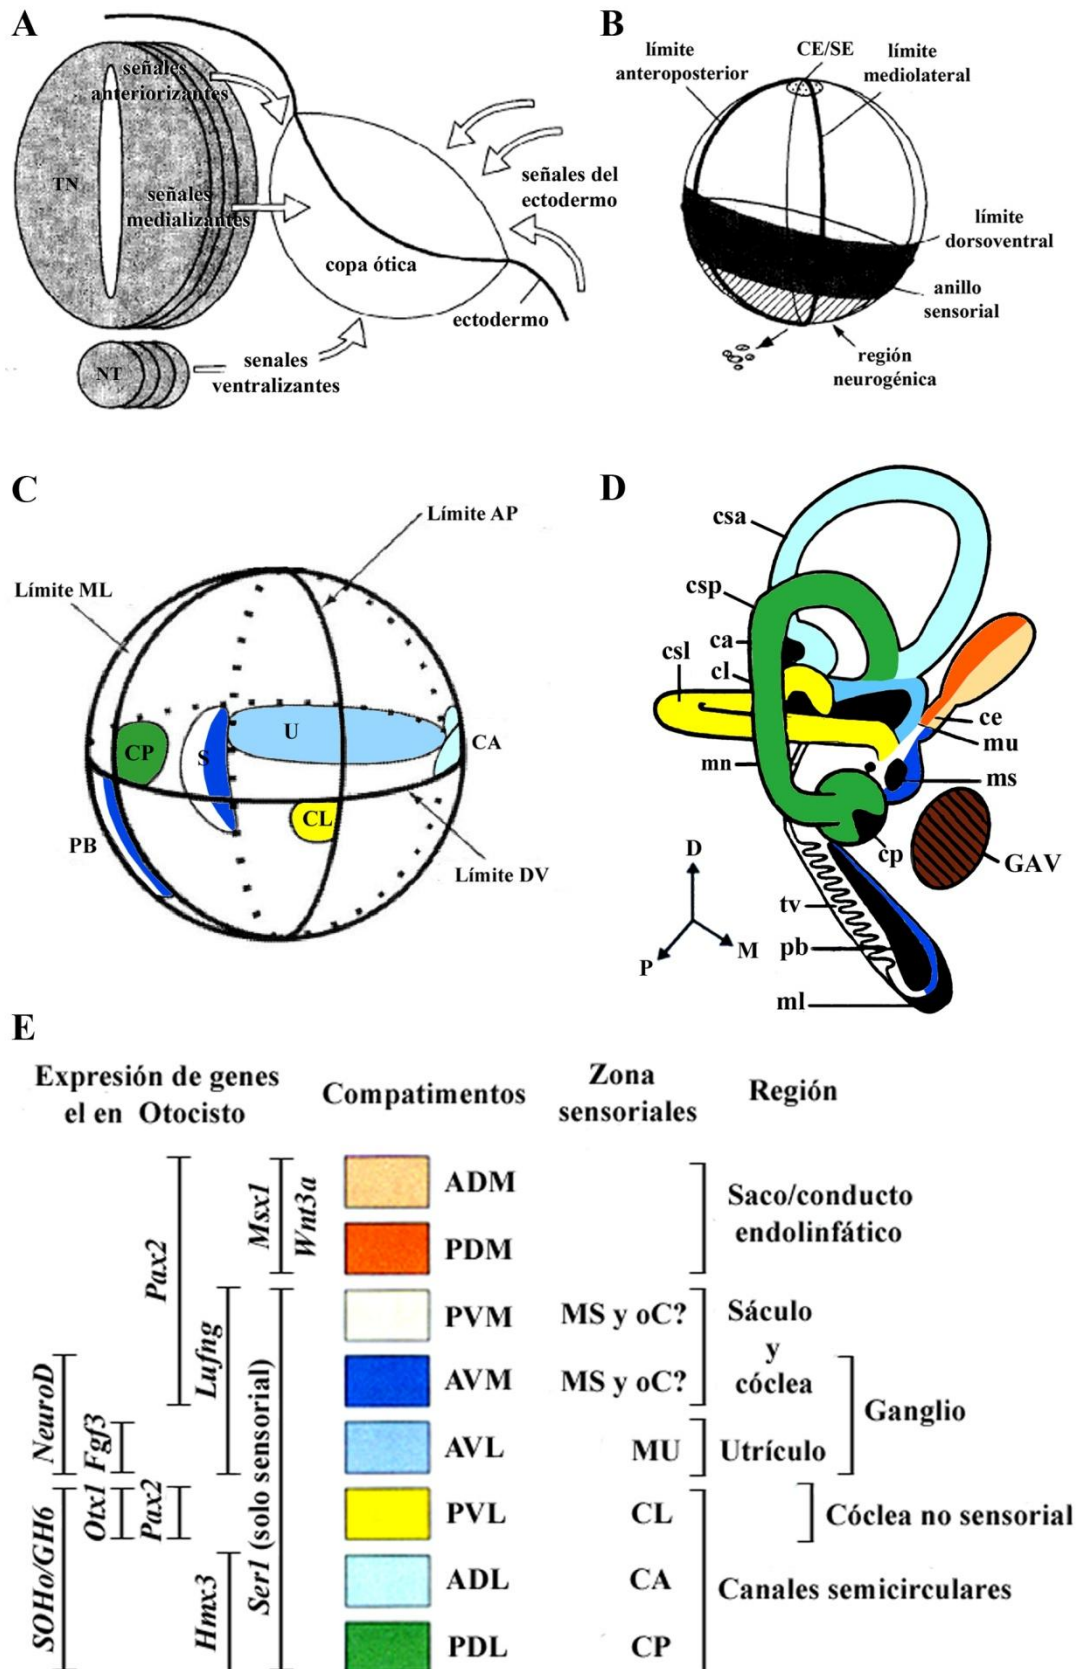 A
señales
anteriorizantes
TN
señales
medializantes
señales del
ectodermo
copa ótica
ectodermo
NT
senales
ventralizantes
B
límite
anteroposterior
CE/SE
límite
mediolateral
límite
dorsoventral
anillo
sensorial
región
neurogénica
C
Límite AP
Límite ML
CP
S
U
CA
CL
PB
Límite DV
D
csa
csp
ca
csl
cl
ce
mu
mn
ms
cp
GAV
D
P
M
tv
pb
ml
E
Expresión de genes
el en Otocisto
Compatimentos
Zona
sensoriales
Región
NeuroD
SOHo/GH6
Fgf3
Otx1
Pax2
Pax2
Lufng
Hmx3
Msx1
Wnt3a
Ser1 (solo sensorial)
ADM
PDM
Saco/conducto
endolinfático
PVM MS y oC?
AVM MS y oC?
Sáculo
y
cóclea
Ganglio
AVL MU Utrículo
PVL CL
Cóclea no sensorial
ADL CA
Canales semicirculares
PDL CP